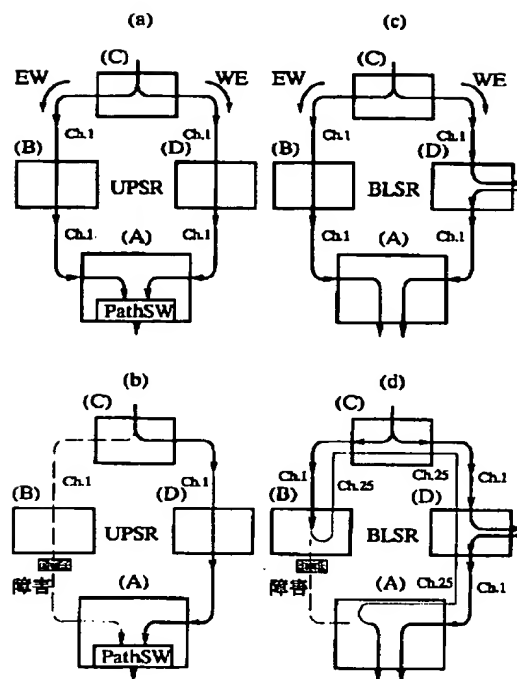 (a)
(C)
EW
WE
Ch.1
Ch.1
(B)
(D)
UPSR
Ch.1
Ch.1
(A)
PathSW
(c)
(C)
EW
WE
Ch.1
Ch.1
(B)
(D)
BLSR
Ch.1
Ch.1
(A)
(b)
(C)
Ch.1
Ch.1
(B)
(D)
UPSR
障害
(A)
PathSW
(d)
(C)
Ch.1
Ch.25
Ch.25
Ch.1
(B)
(D)
BLSR
障害
(A)
Ch.25
Ch.1